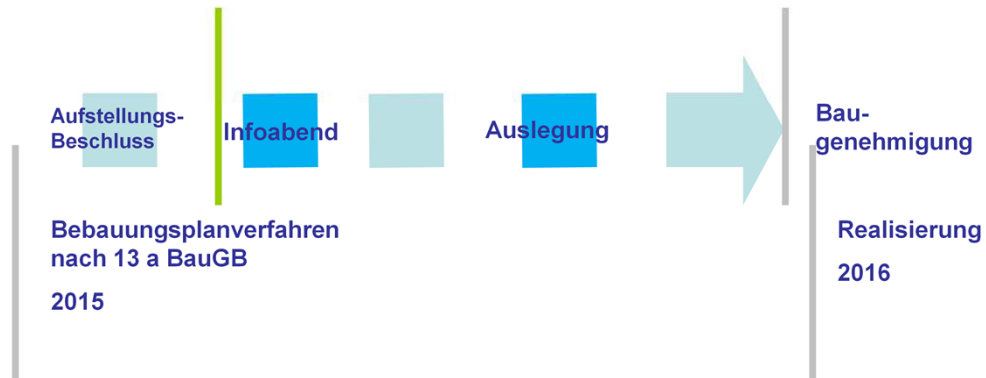 Aufstellungs-
Beschluss
Infoabend
Auslegung
Bau-
genehmigung
Bebauungsplanverfahren
nach 13 a BauGB
2015
Realisierung
2016